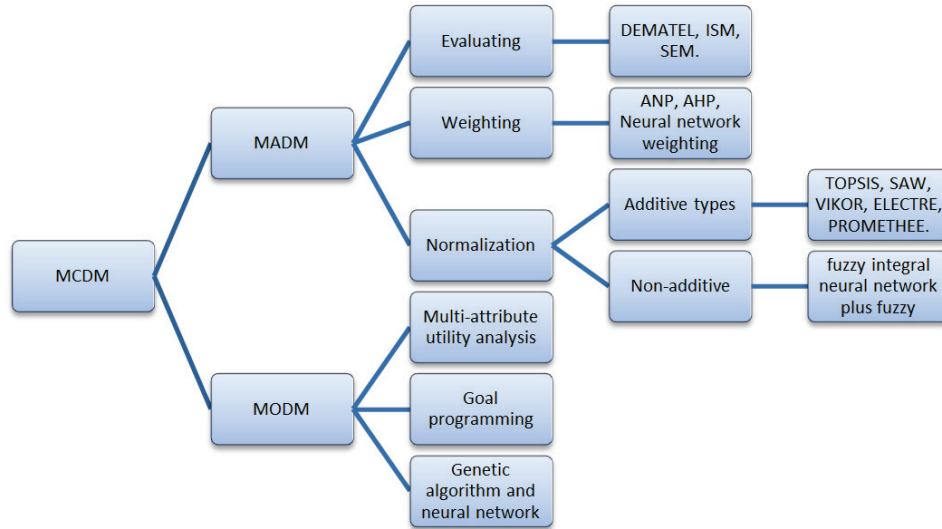 MCDM
MADM
Evaluating
DEMATEL, ISM,
SEM.
Weighting
ANP, AHP,
Neural network
weighting
Normalization
Additive types
TOPSIS, SAW,
VIKOR, ELECTRE,
PROMETHEE.
Non-additive
fuzzy integral
neural network
plus fuzzy
MODM
Multi-attribute
utility analysis
Goal
programming
Genetic
algorithm and
neural network